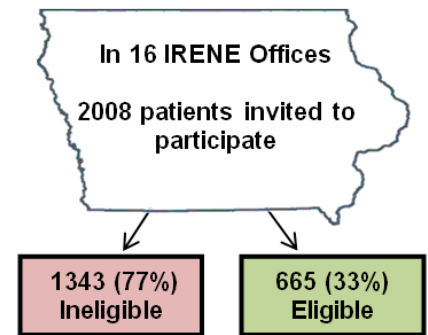 In 16 IRENE Offices
2008 patients invited to
participate
1343 (77%)
Ineligible
665 (33%)
Eligible